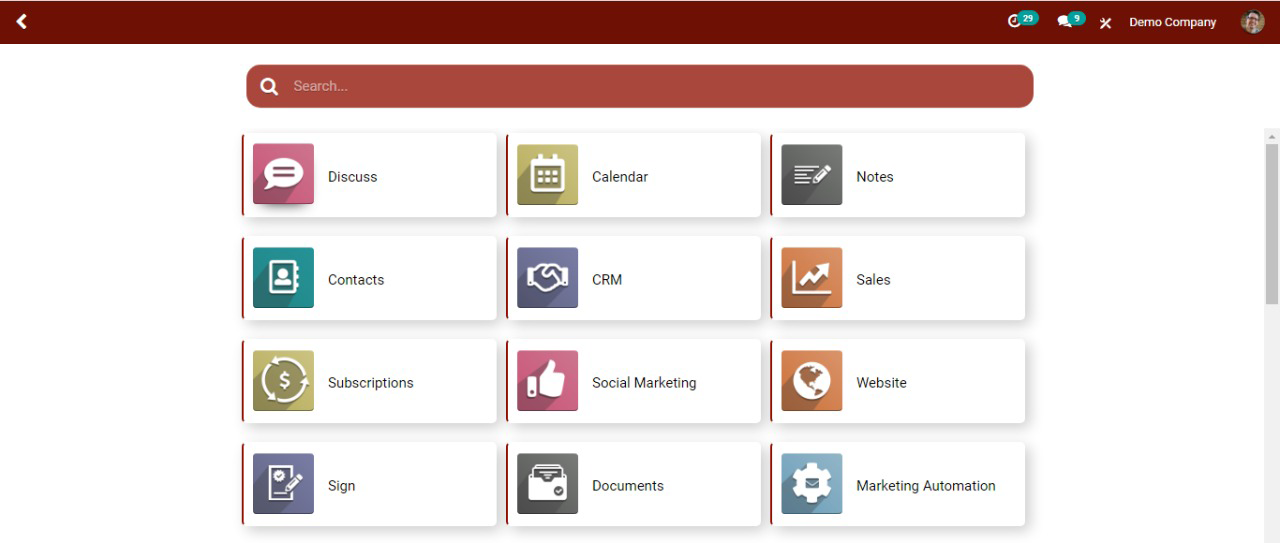 29
9
Demo Company
Search...
Discuss
Calendar
Notes
Contacts
CRM
Sales
Subscriptions
Social Marketing
Website
Sign
Documents
Marketing Automation